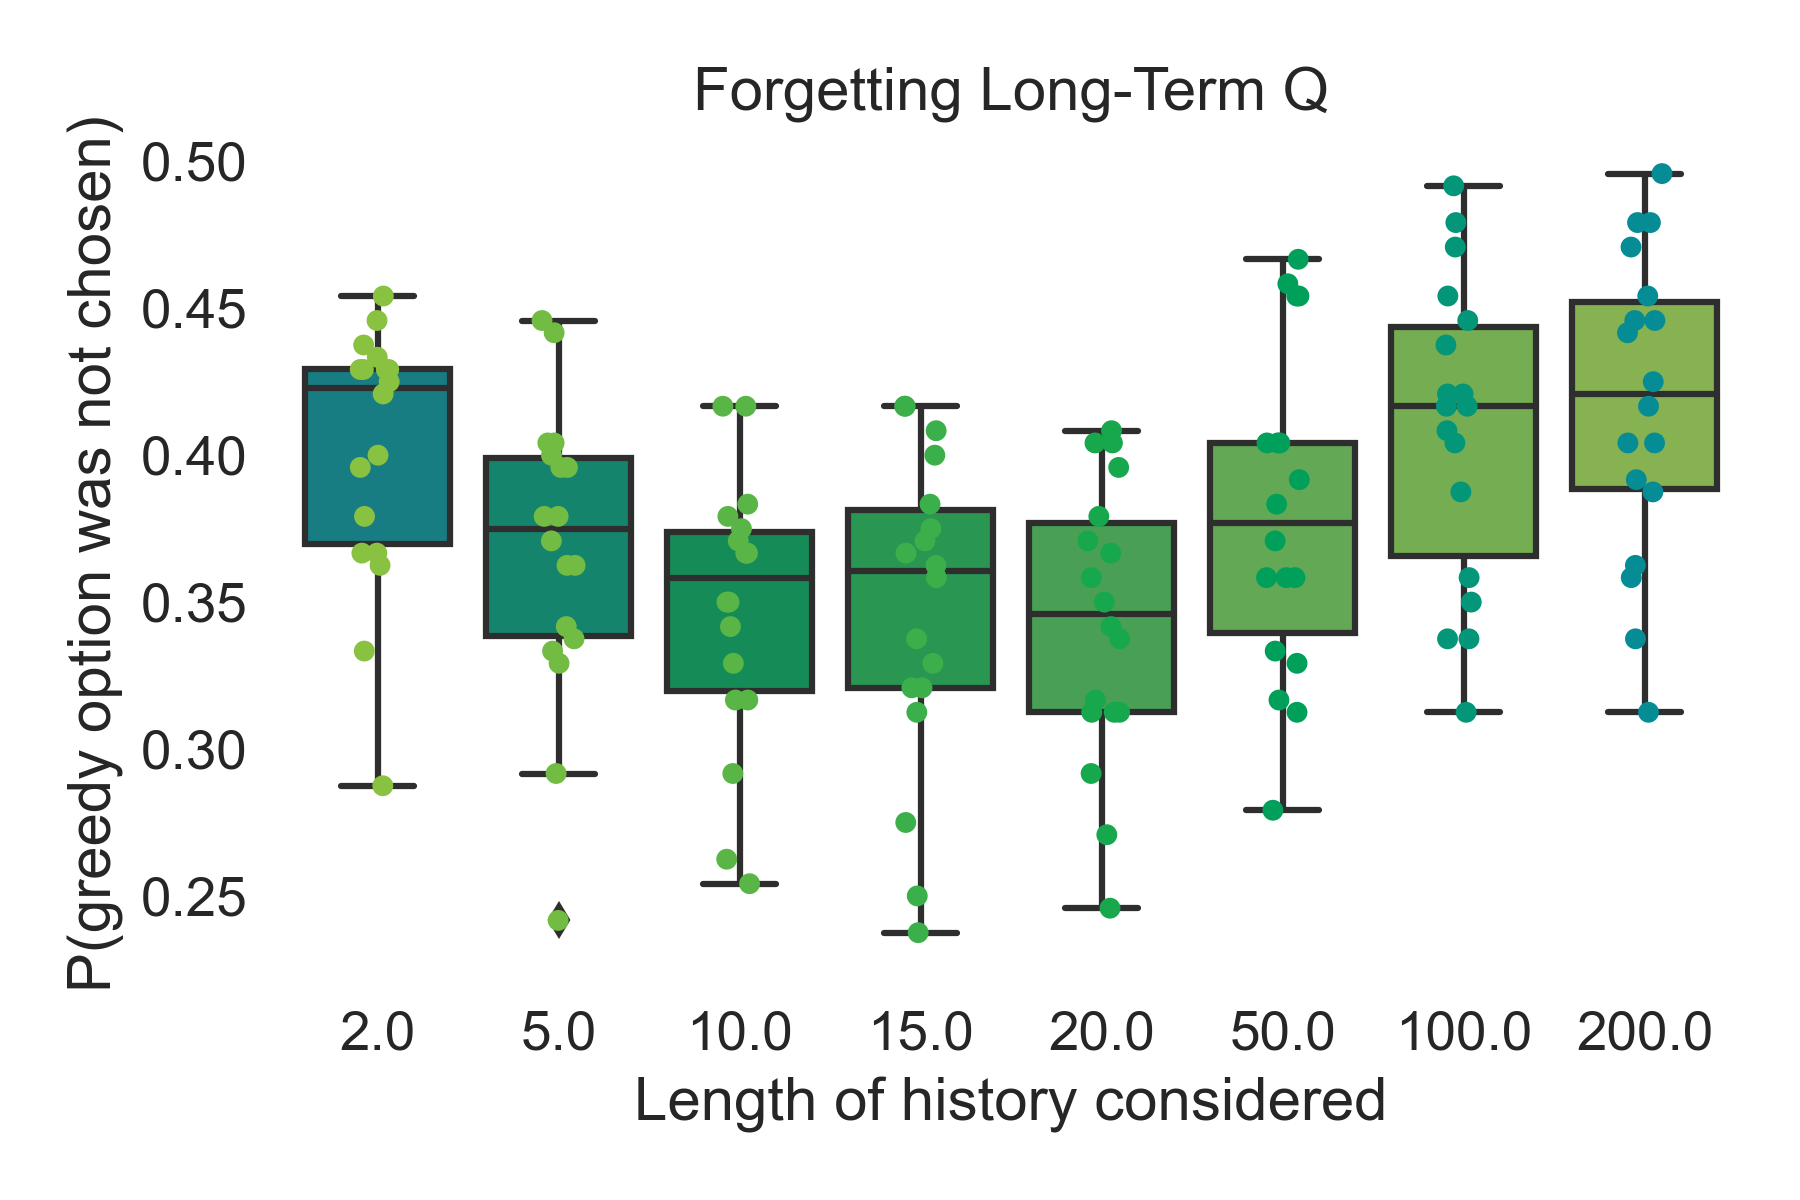 Forgetting Long-Term Q
P(greedy option was not chosen)
0.50
0.45
0.40
0.35
0.30
0.25
2.0 5.0 10.0 15.0 20.0 50.0 100.0 200.0
Length of history considered